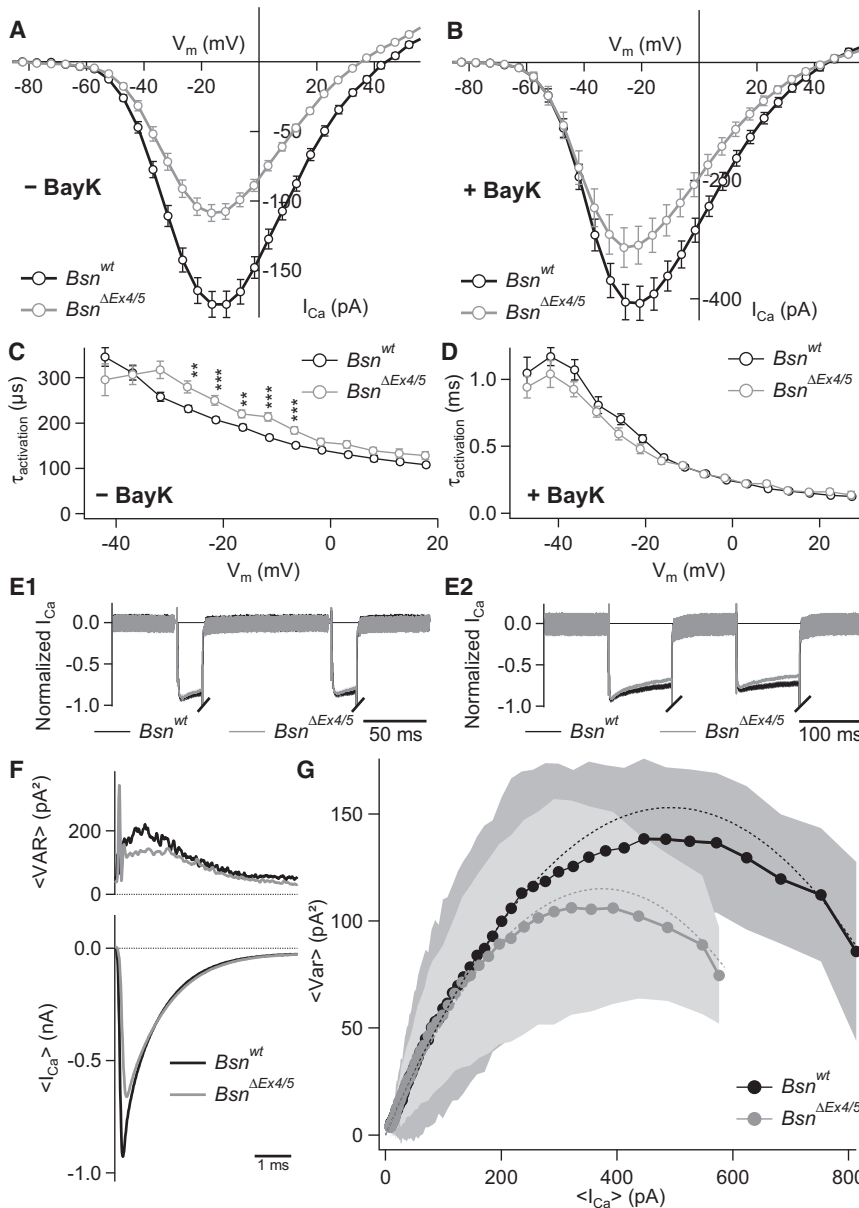 A
V_m (mV)
-80 -60 -40 -20 20 40
-50
-100
-150
– BayK
Bsn^wt
Bsn^ΔEx4/5
I_Ca (pA)
B
V_m (mV)
-80 -60 -40 -20 20 40
-200
-400
+ BayK
Bsn^wt
Bsn^ΔEx4/5
I_Ca (pA)
C
τ_activation (µs)
300
200
100
0
** *** ** *** ***
Bsn^wt
Bsn^ΔEx4/5
– BayK
-40 -20 0 20
V_m (mV)
D
τ_activation (ms)
1.0
0.5
0.0
Bsn^wt
Bsn^ΔEx4/5
+ BayK
-40 -20 0 20
V_m (mV)
E1
Normalized I_Ca
0.0
-0.5
-1.0
Bsn^wt
Bsn^ΔEx4/5
50 ms
E2
Normalized I_Ca
0.0
-0.5
-1.0
Bsn^wt
Bsn^ΔEx4/5
100 ms
F
<VAR> (pA²)
200
0
<I_Ca> (nA)
0.0
-0.5
-1.0
Bsn^wt
Bsn^ΔEx4/5
1 ms
G
<Var> (pA²)
150
100
50
0
Bsn^wt
Bsn^ΔEx4/5
0 200 400 600 800
<I_Ca> (pA)